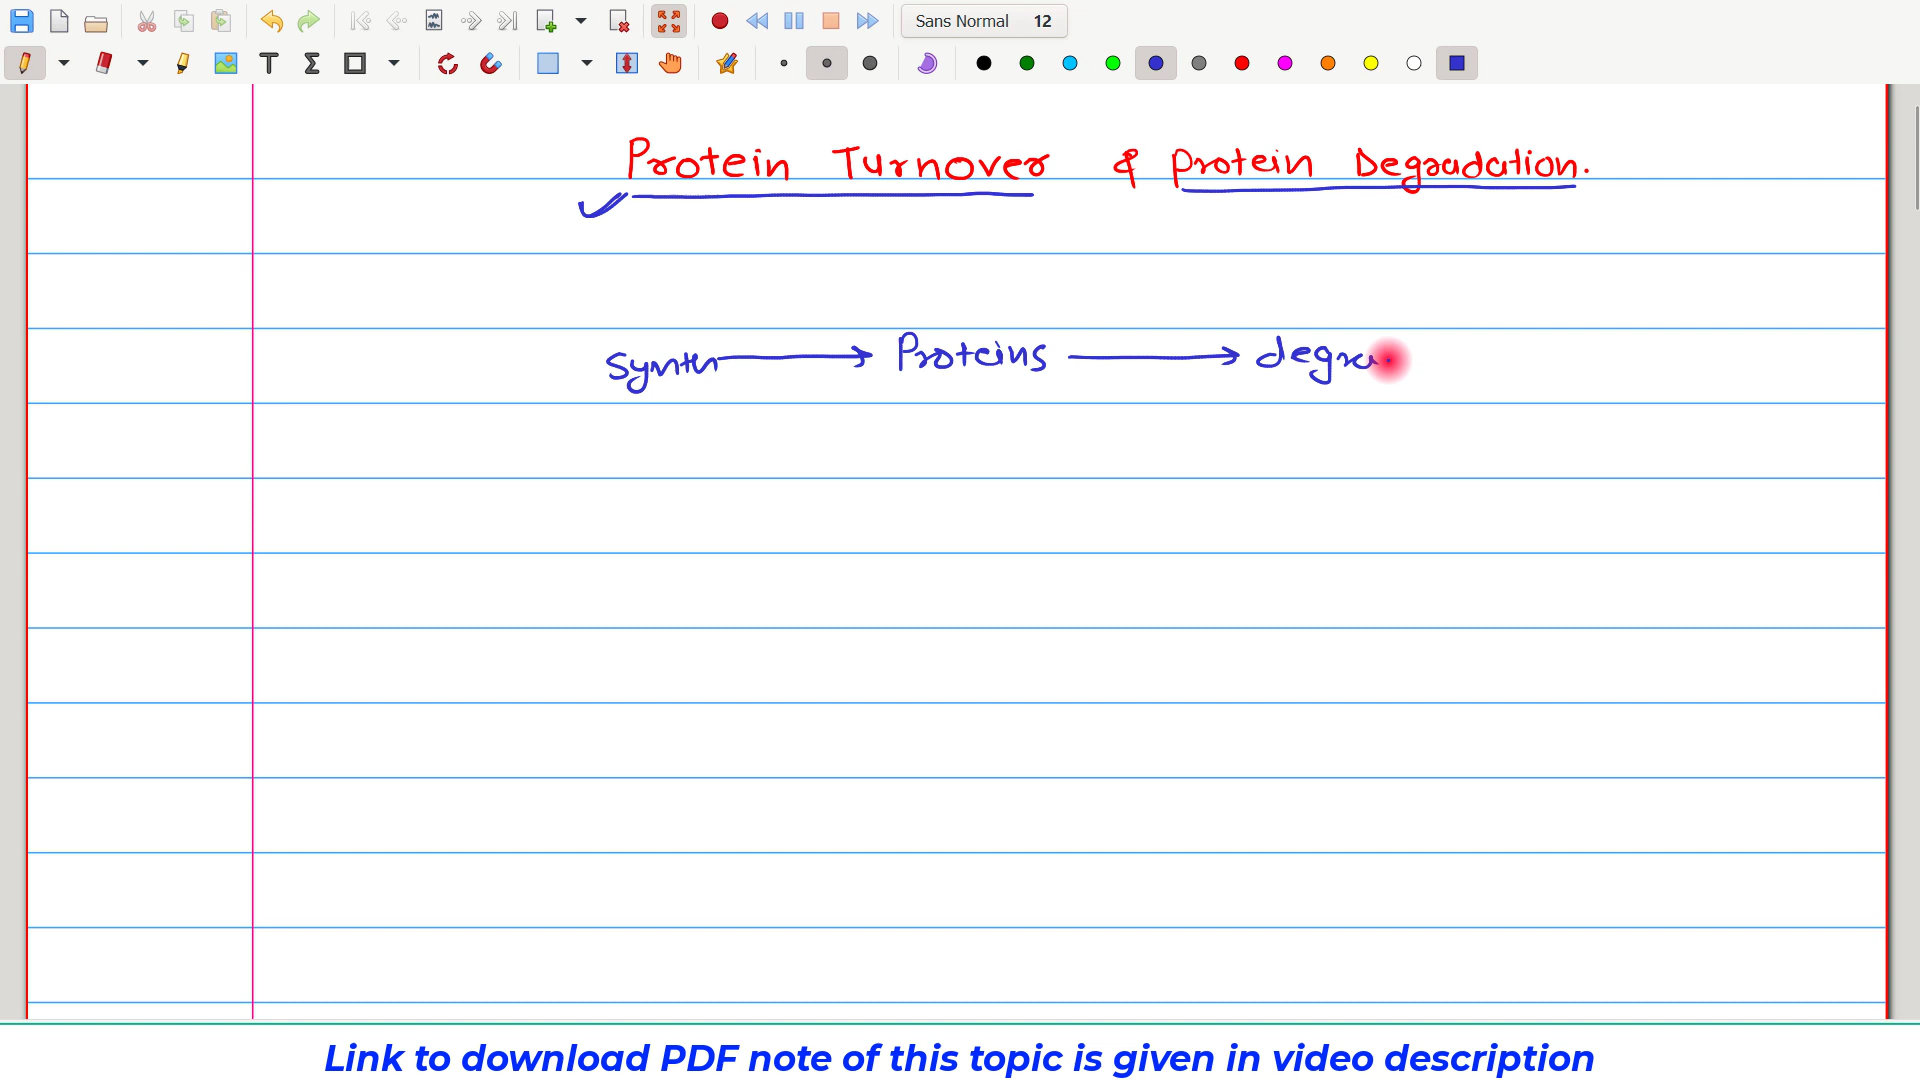 Sans Normal 12
Protein Turnover & Protein Degradation.
Synth → Proteins → degra
Link to download PDF note of this topic is given in video description